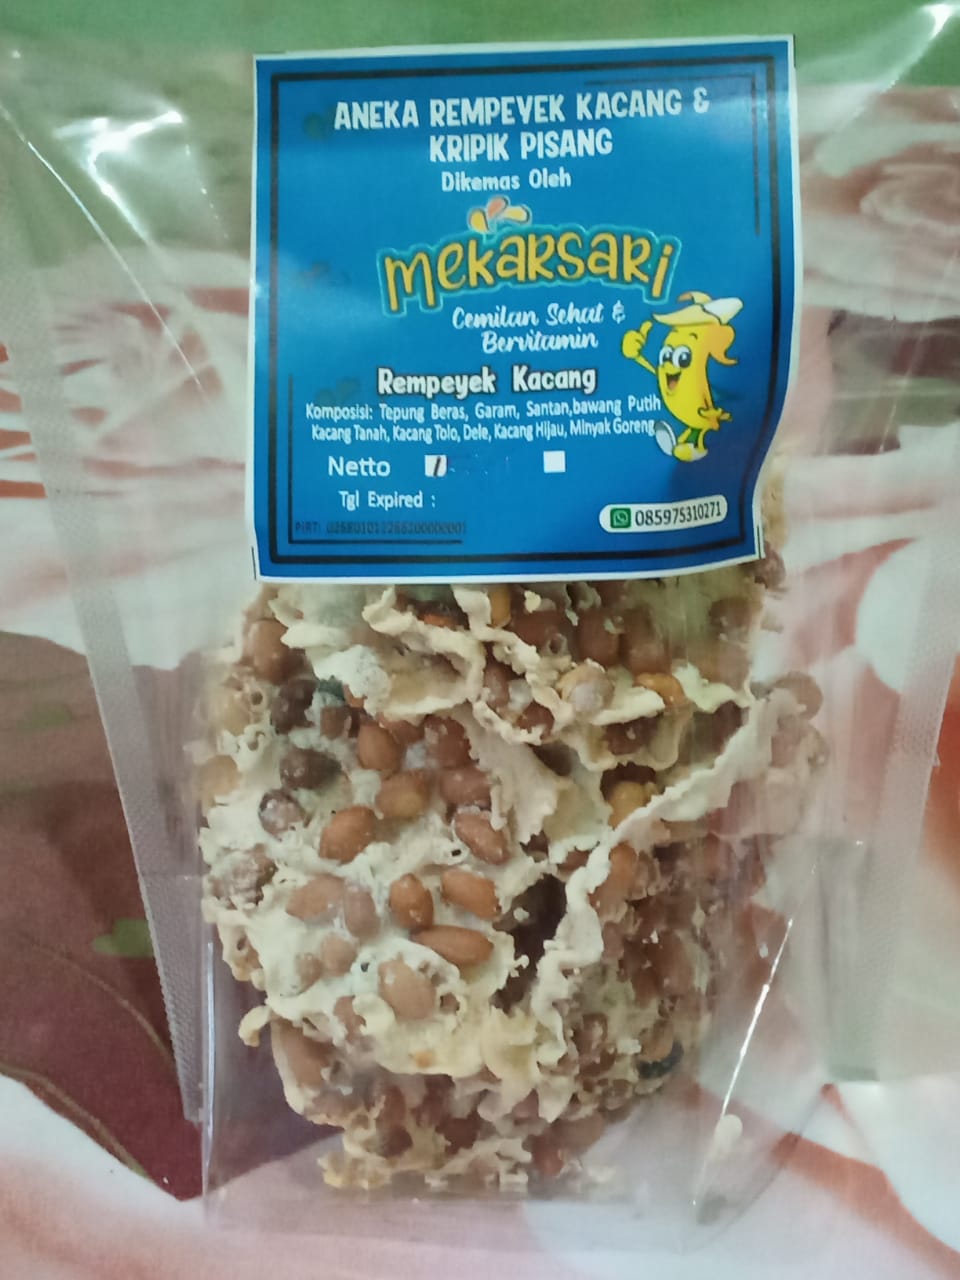 ANEKA REMPEYEK KACANG &
KRIPIK PISANG
Dikemas Oleh
MEKARSARI
Cemilan Sehat &
Bervitamin
Rempeyek Kacang
Komposisi: Tepung Beras, Garam, Santan,bawang Putih
Kacang Tanah, Kacang Tolo, Dele, Kacang Hijau, Minyak Goreng
Netto
Tgl Expired :
PIRT:
085975310271